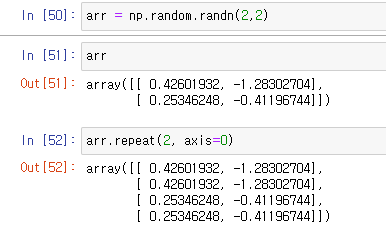 In [50]: arr = np.random.randn(2,2)
In [51]: arr
Out[51]: array([[ 0.42601932, -1.28302704],
[ 0.25346248, -0.41196744]])
In [52]: arr.repeat(2, axis=0)
Out[52]: array([[ 0.42601932, -1.28302704],
[ 0.42601932, -1.28302704],
[ 0.25346248, -0.41196744],
[ 0.25346248, -0.41196744]])